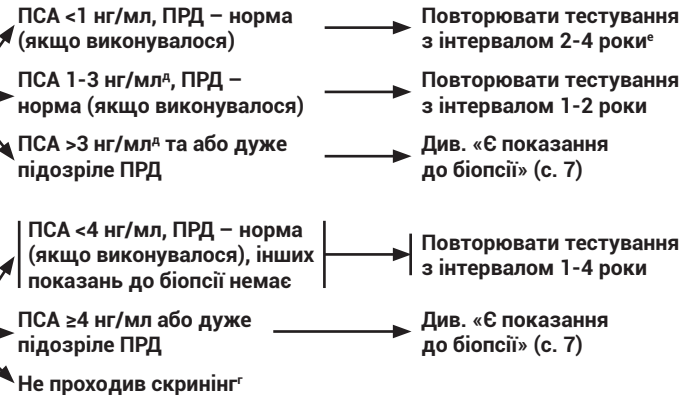 ПСА <1 нг/мл, ПРД – норма
(якщо виконувалося)
Повторювати тестування
з інтервалом 2-4 рокиᵉ
ПСА 1-3 нг/млᵈ, ПРД –
норма (якщо виконувалося)
Повторювати тестування
з інтервалом 1-2 роки
ПСА >3 нг/млᵈ та або дуже
підозріле ПРД
Див. «Є показання
до біопсії» (с. 7)
ПСА <4 нг/мл, ПРД – норма
(якщо виконувалося), інших
показань до біопсії немає
Повторювати тестування
з інтервалом 1-4 роки
ПСА ≥4 нг/мл або дуже
підозріле ПРД
Див. «Є показання
до біопсії» (с. 7)
Не проходив скринінгᵍ